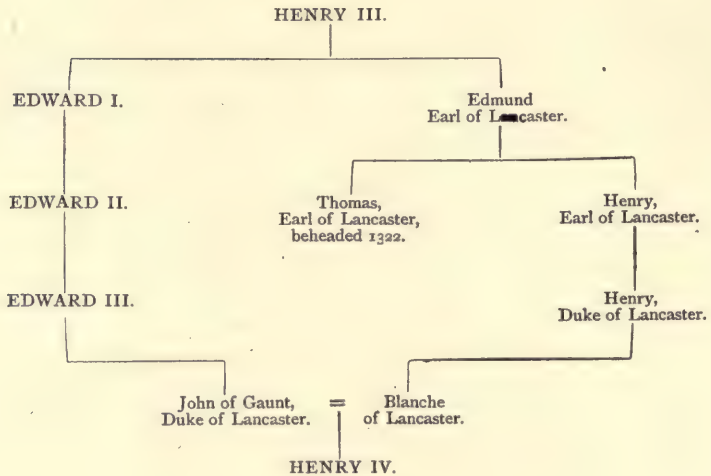 HENRY III.
EDWARD I.
Edmund
Earl of Lancaster.
EDWARD II.
Thomas,
Earl of Lancaster,
beheaded 1322.
Henry,
Earl of Lancaster.
EDWARD III.
Henry,
Duke of Lancaster.
John of Gaunt,
Duke of Lancaster.
=
Blanche
of Lancaster.
HENRY IV.